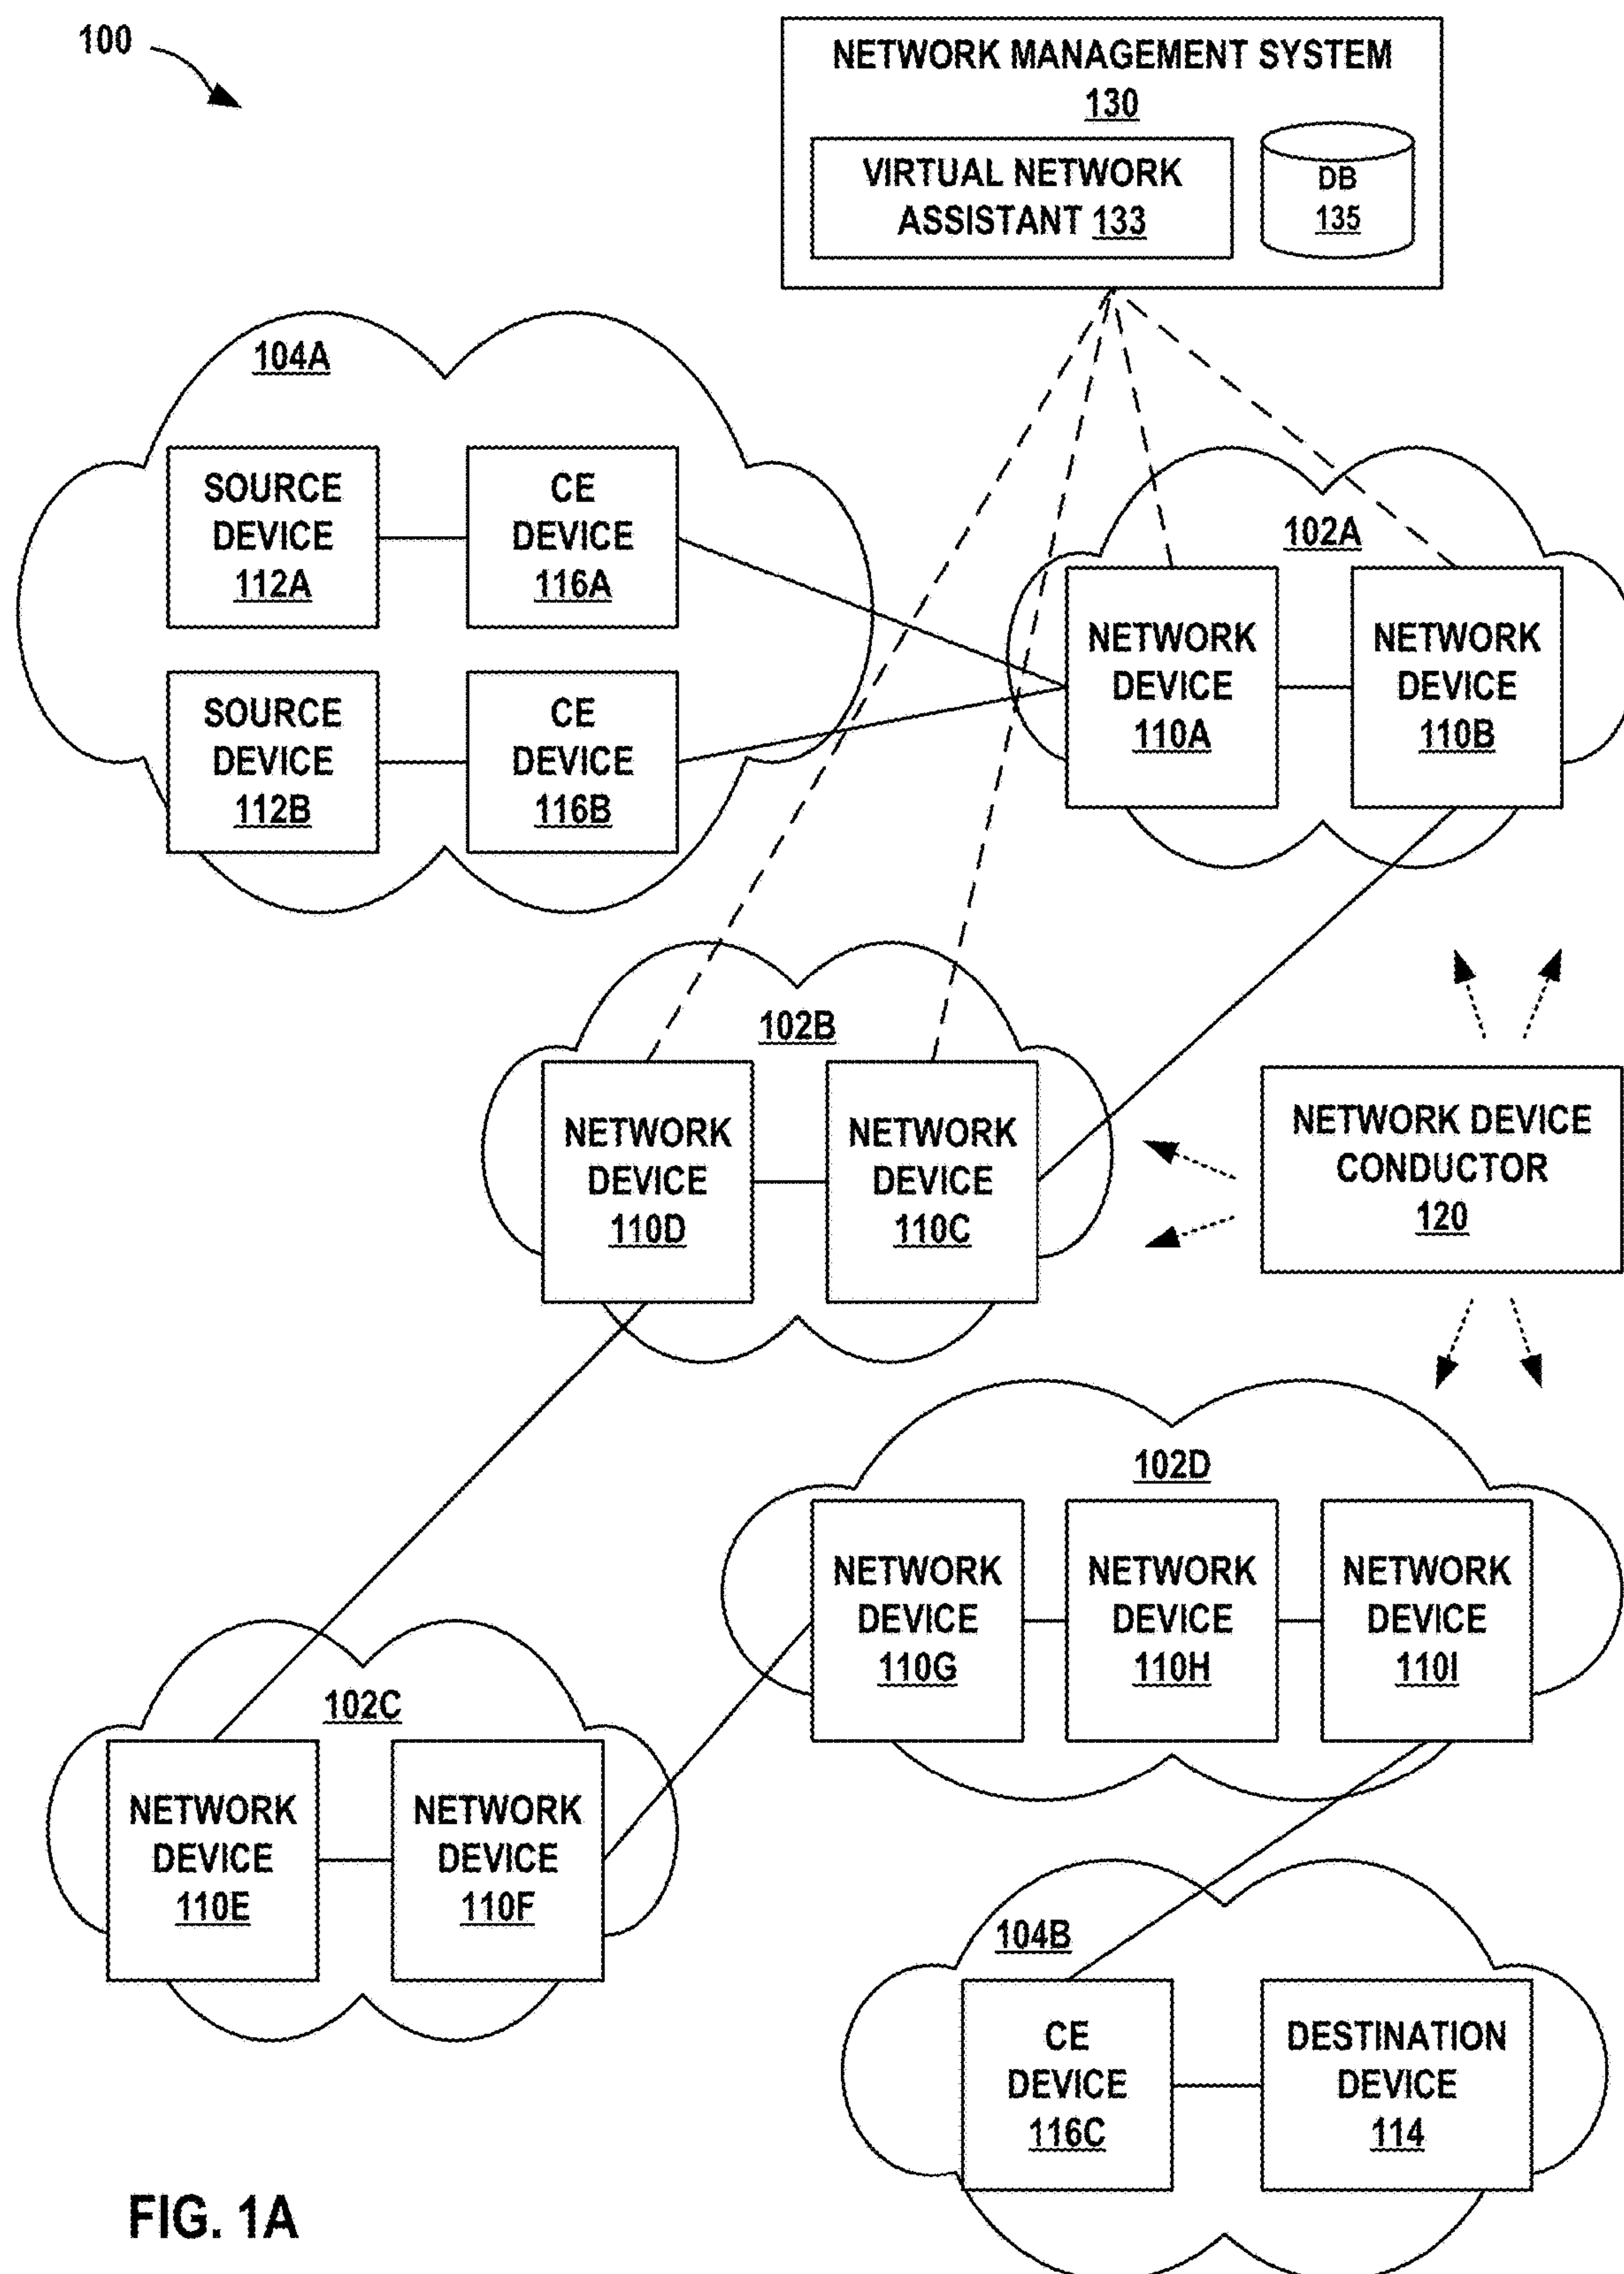 100
NETWORK MANAGEMENT SYSTEM
130
VIRTUAL NETWORK
ASSISTANT 133
DB
135
104A
SOURCE
DEVICE
112A
CE
DEVICE
116A
SOURCE
DEVICE
112B
CE
DEVICE
116B
102A
NETWORK
DEVICE
110A
NETWORK
DEVICE
110B
102B
NETWORK
DEVICE
110D
NETWORK
DEVICE
110C
NETWORK DEVICE
CONDUCTOR
120
102D
NETWORK
DEVICE
110G
NETWORK
DEVICE
110H
NETWORK
DEVICE
110I
102C
NETWORK
DEVICE
110E
NETWORK
DEVICE
110F
104B
CE
DEVICE
116C
DESTINATION
DEVICE
114
FIG. 1A